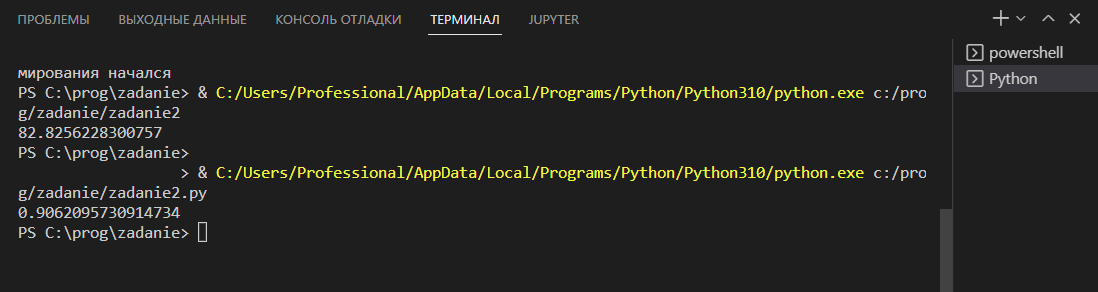 ПРОБЛЕМЫ ВЫХОДНЫЕ ДАННЫЕ КОНСОЛЬ ОТЛАДКИ ТЕРМИНАЛ JUPYTER
мирования начался
PS C:\prog\zadanie> & C:/Users/Professional/AppData/Local/Programs/Python/Python310/python.exe c:/pro
g/zadanie/zadanie2
82.8256228300757
PS C:\prog\zadanie>
> & C:/Users/Professional/AppData/Local/Programs/Python/Python310/python.exe c:/pro
g/zadanie/zadanie2.py
0.9062095730914734
PS C:\prog\zadanie>
powershell
Python